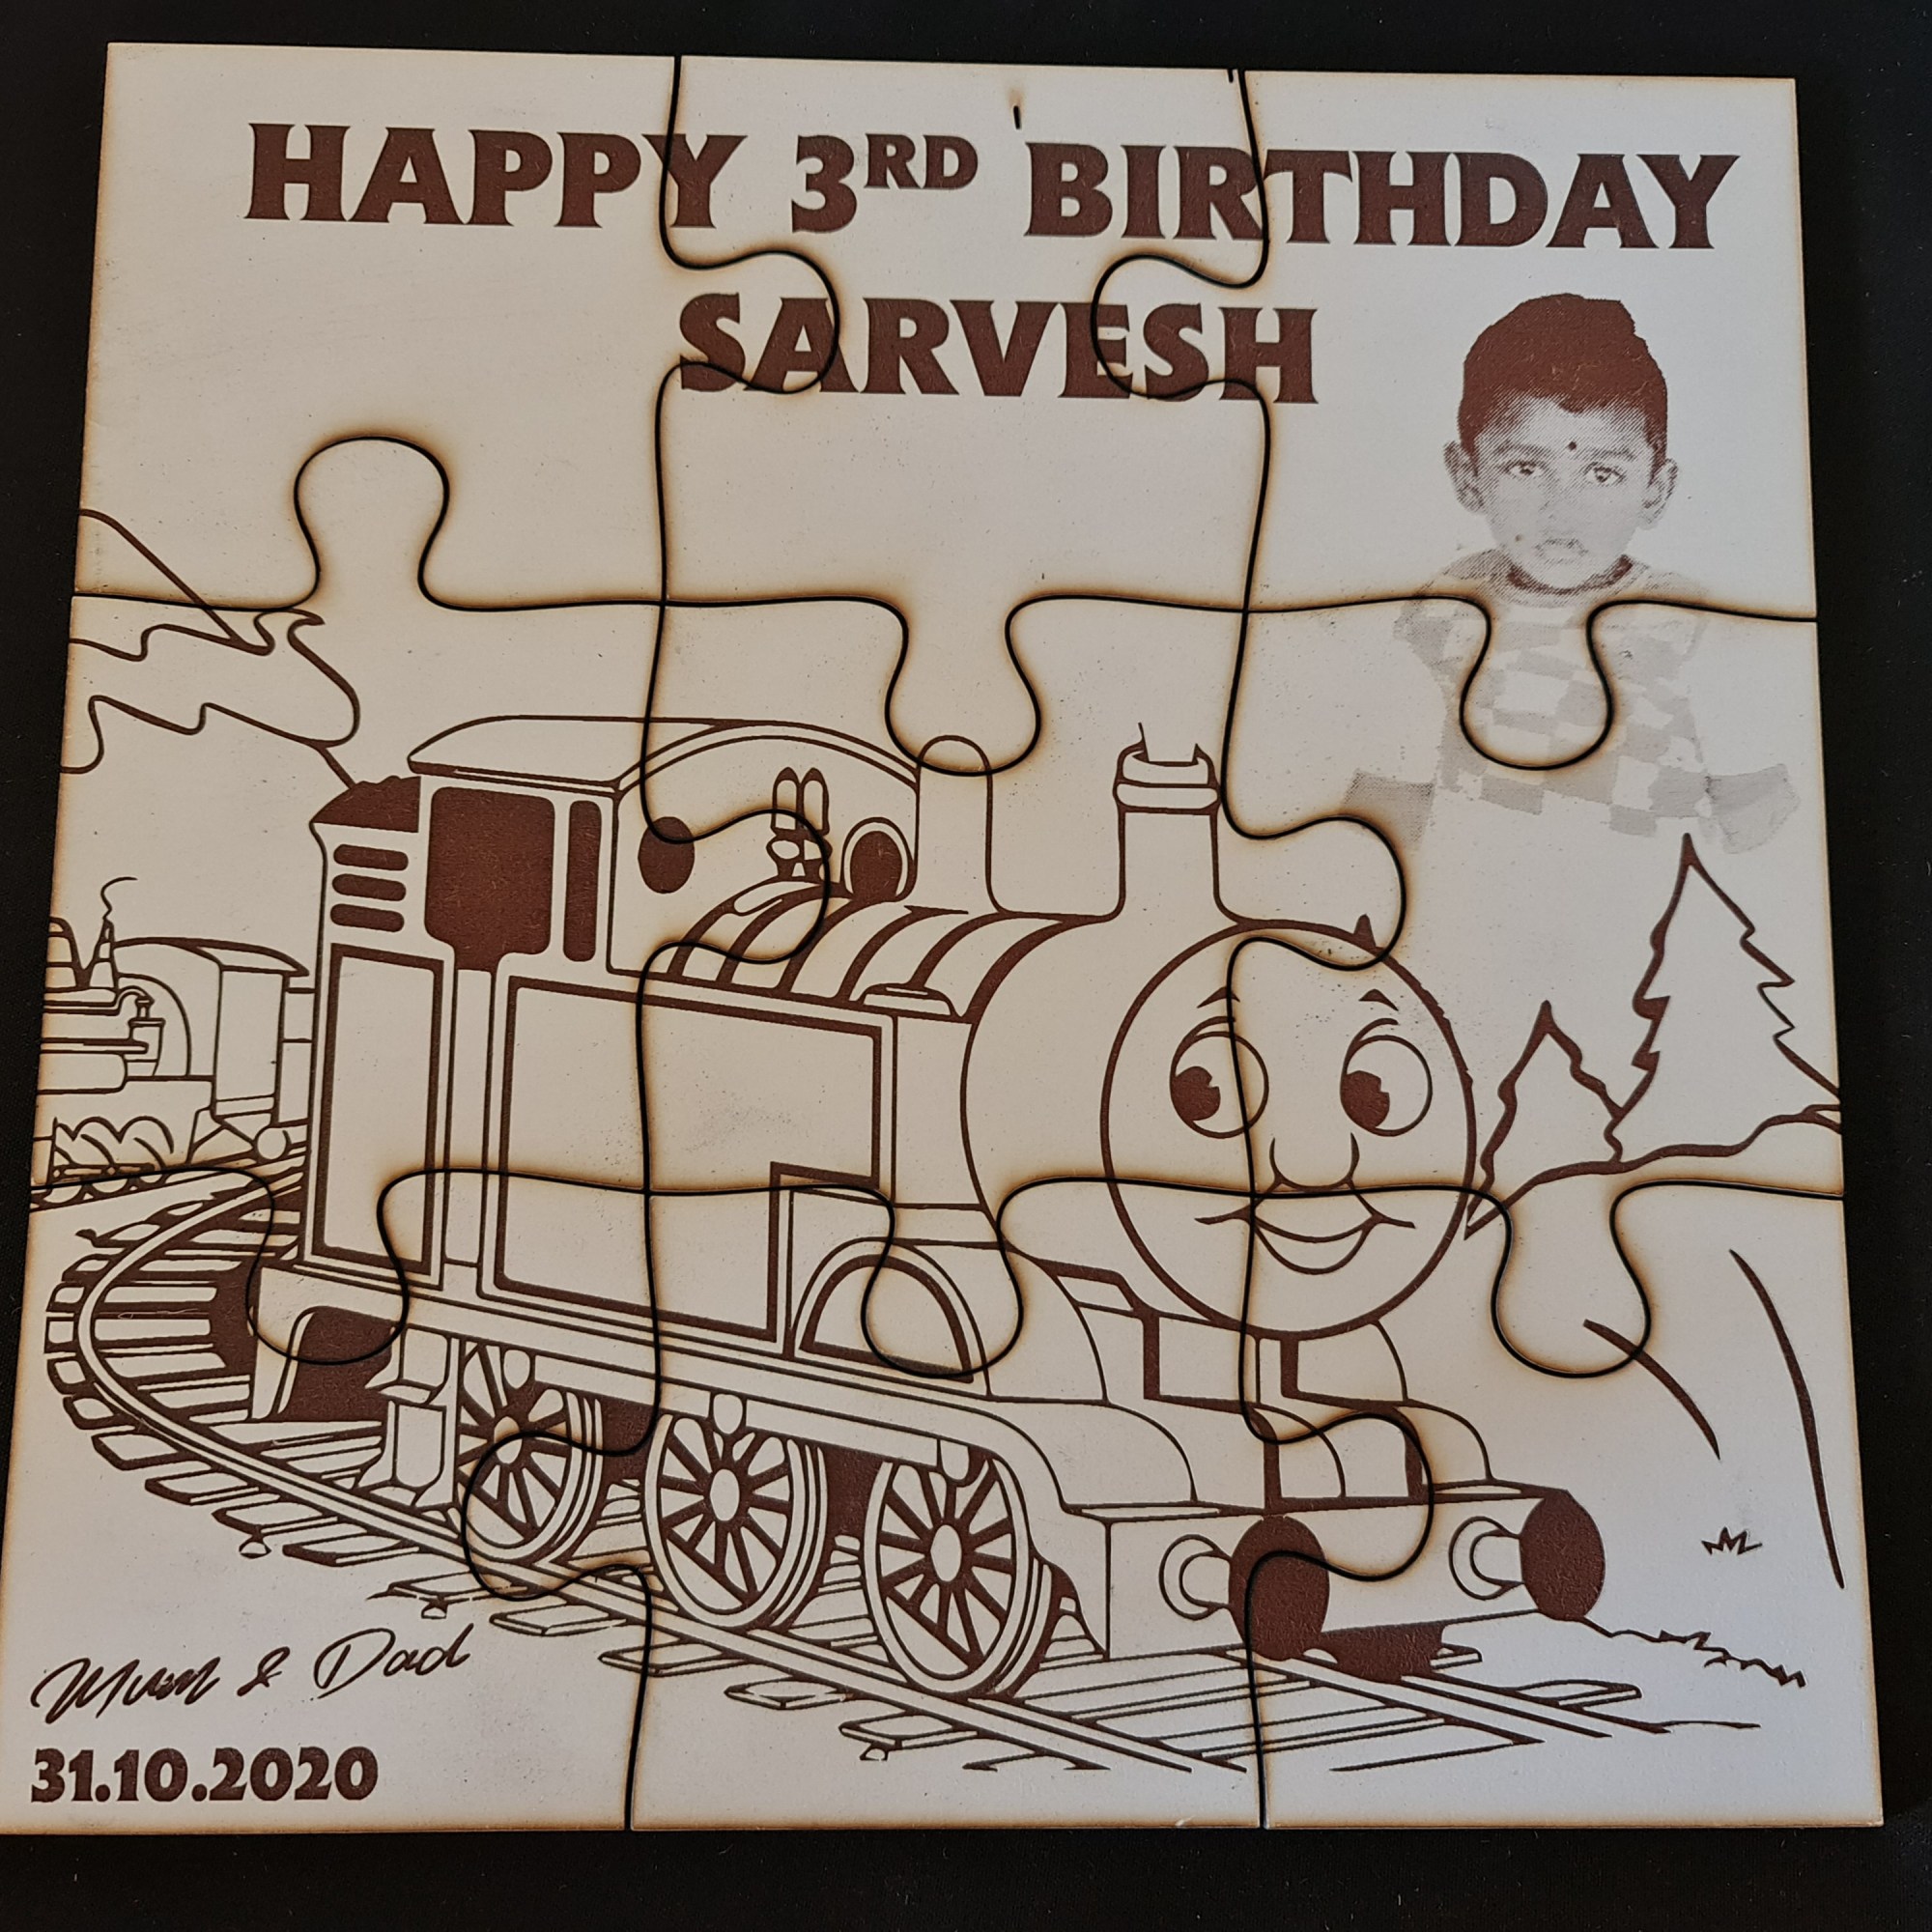 HAPPY 3RD BIRTHDAY
SARVESH
Mum & Dad
31.10.2020